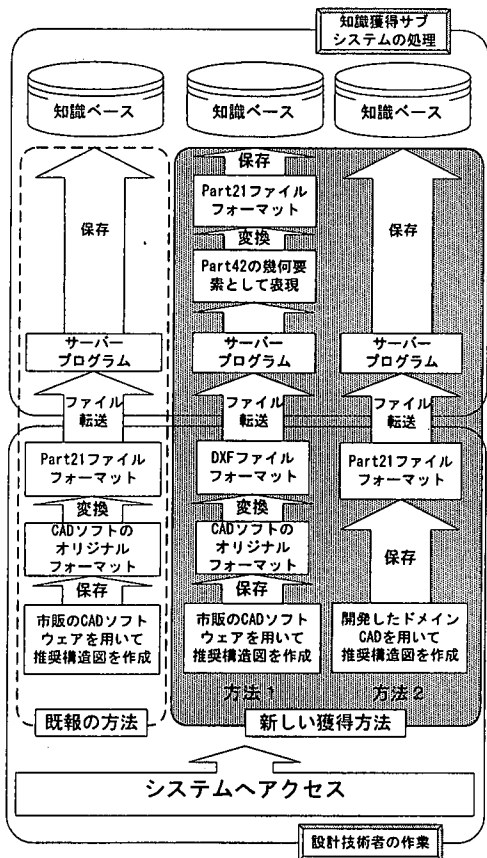 知識獲得サブ
システムの処理
知識ベース
知識ベース
知識ベース
保存
サーバー
プログラム
ファイル
転送
Part21ファイル
フォーマット
変換
CADソフトの
オリジナル
フォーマット
保存
市販のCADソフト
ウェアを用いて
推奨構造図を作成
既報の方法
保存
Part21ファイル
フォーマット
変換
Part42の幾何要
素として表現
サーバー
プログラム
ファイル
転送
DXFファイル
フォーマット
変換
CADソフトの
オリジナル
フォーマット
保存
市販のCADソフト
ウェアを用いて
推奨構造図を作成
方法1
保存
サーバー
プログラム
ファイル
転送
Part21ファイル
フォーマット
保存
開発したドメイン
CADを用いて
推奨構造図を作成
方法2
新しい獲得方法
システムへアクセス
設計技術者の作業